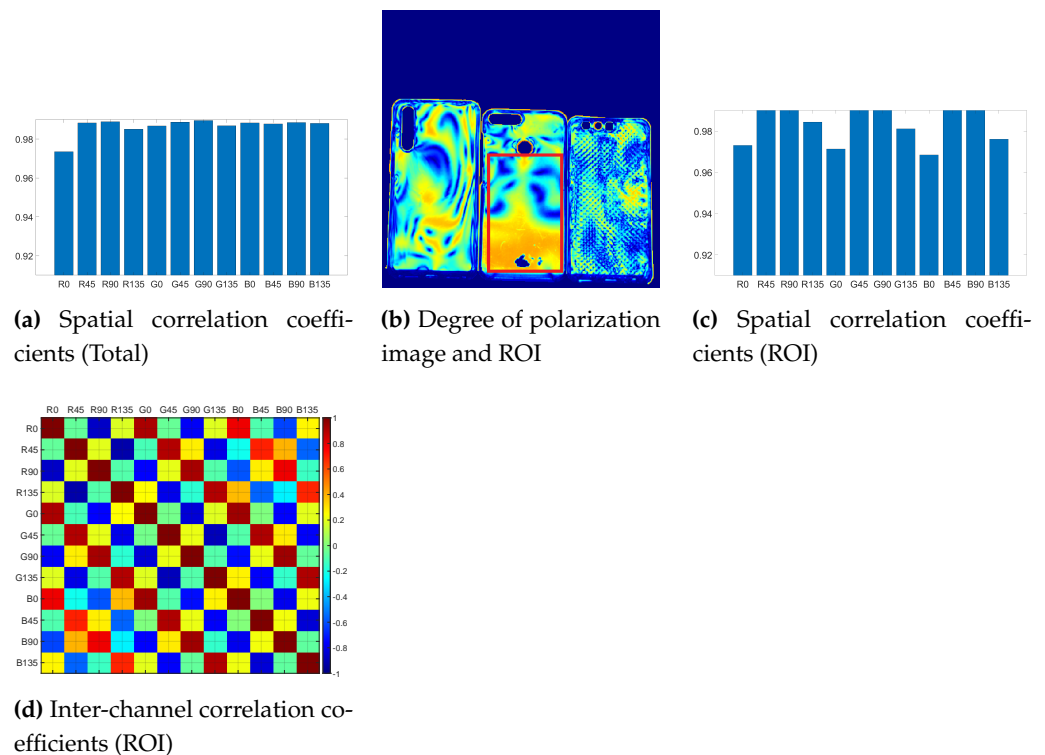 0.98
0.96
0.94
0.92
R0 R45 R90 R135 G0 G45 G90 G135 B0 B45 B90 B135
(a) Spatial correlation coeffi-
cients (Total)
(b) Degree of polarization
image and ROI
0.98
0.96
0.94
0.92
R0 R45 R90 R135 G0 G45 G90 G135 B0 B45 B90 B135
(c) Spatial correlation coeffi-
cients (ROI)
R0 R45 R90 R135 G0 G45 G90 G135 B0 B45 B90 B135
R0
R45
R90
R135
G0
G45
G90
G135
B0
B45
B90
B135
1
0.8
0.6
0.4
0.2
0
-0.2
-0.4
-0.6
-0.8
-1
(d) Inter-channel correlation co-
efficients (ROI)